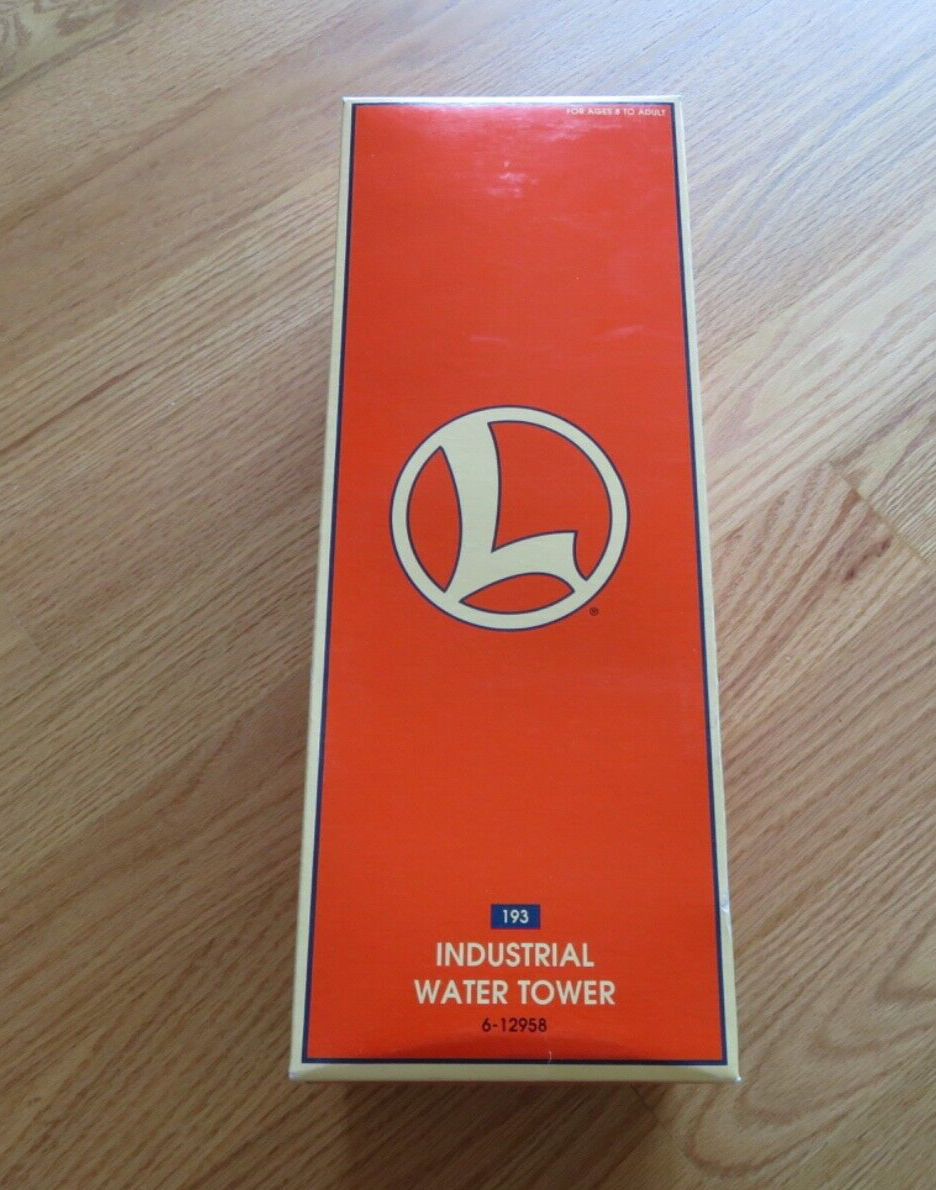 FOR AGES 8 TO ADULT
L
®
193
INDUSTRIAL
WATER TOWER
6-12958